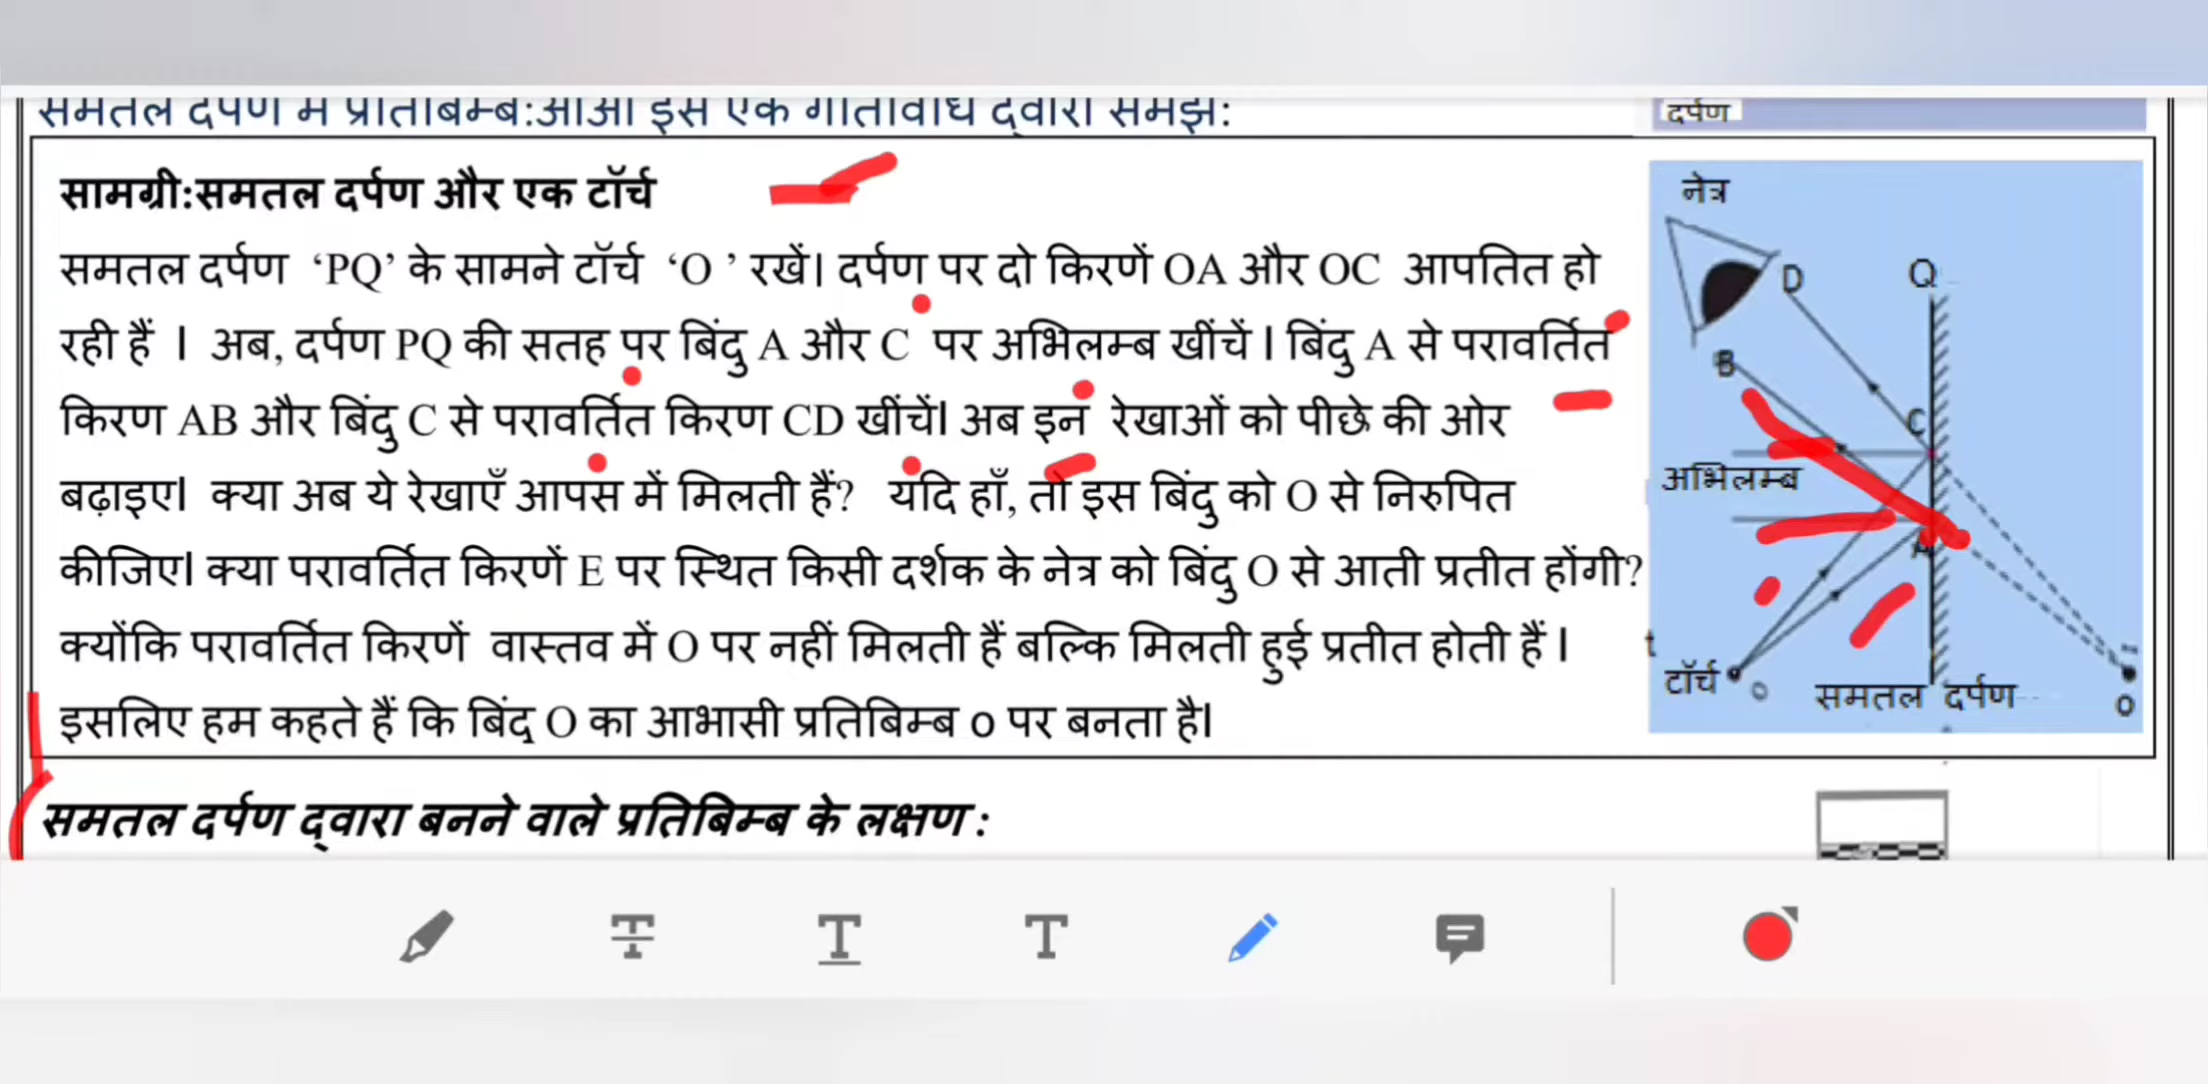 समतल दर्पण में प्रतिबिम्ब:आओ इसे एक गतिविधि द्वारा समझें:
दर्पण
सामग्री:समतल दर्पण और एक टॉर्च
समतल दर्पण ‘PQ’ के सामने टॉर्च ‘O ’ रखें। दर्पण पर दो किरणें OA और OC आपतित हो
रही हैं । अब, दर्पण PQ की सतह पर बिंदु A और C पर अभिलम्ब खींचें । बिंदु A से परावर्तित
किरण AB और बिंदु C से परावर्तित किरण CD खींचें। अब इन रेखाओं को पीछे की ओर
बढ़ाइए। क्या अब ये रेखाएँ आपस में मिलती हैं? यदि हाँ, तो इस बिंदु को O से निरुपित
कीजिए। क्या परावर्तित किरणें E पर स्थित किसी दर्शक के नेत्र को बिंदु O से आती प्रतीत होंगी?
क्योंकि परावर्तित किरणें वास्तव में O पर नहीं मिलती हैं बल्कि मिलती हुई प्रतीत होती हैं ।
इसलिए हम कहते हैं कि बिंदु O का आभासी प्रतिबिम्ब o पर बनता है।
नेत्र
D
Q
B
C
अभिलम्ब
A
t
टॉर्च
o
समतल दर्पण
o
समतल दर्पण द्वारा बनने वाले प्रतिबिम्ब के लक्षण :